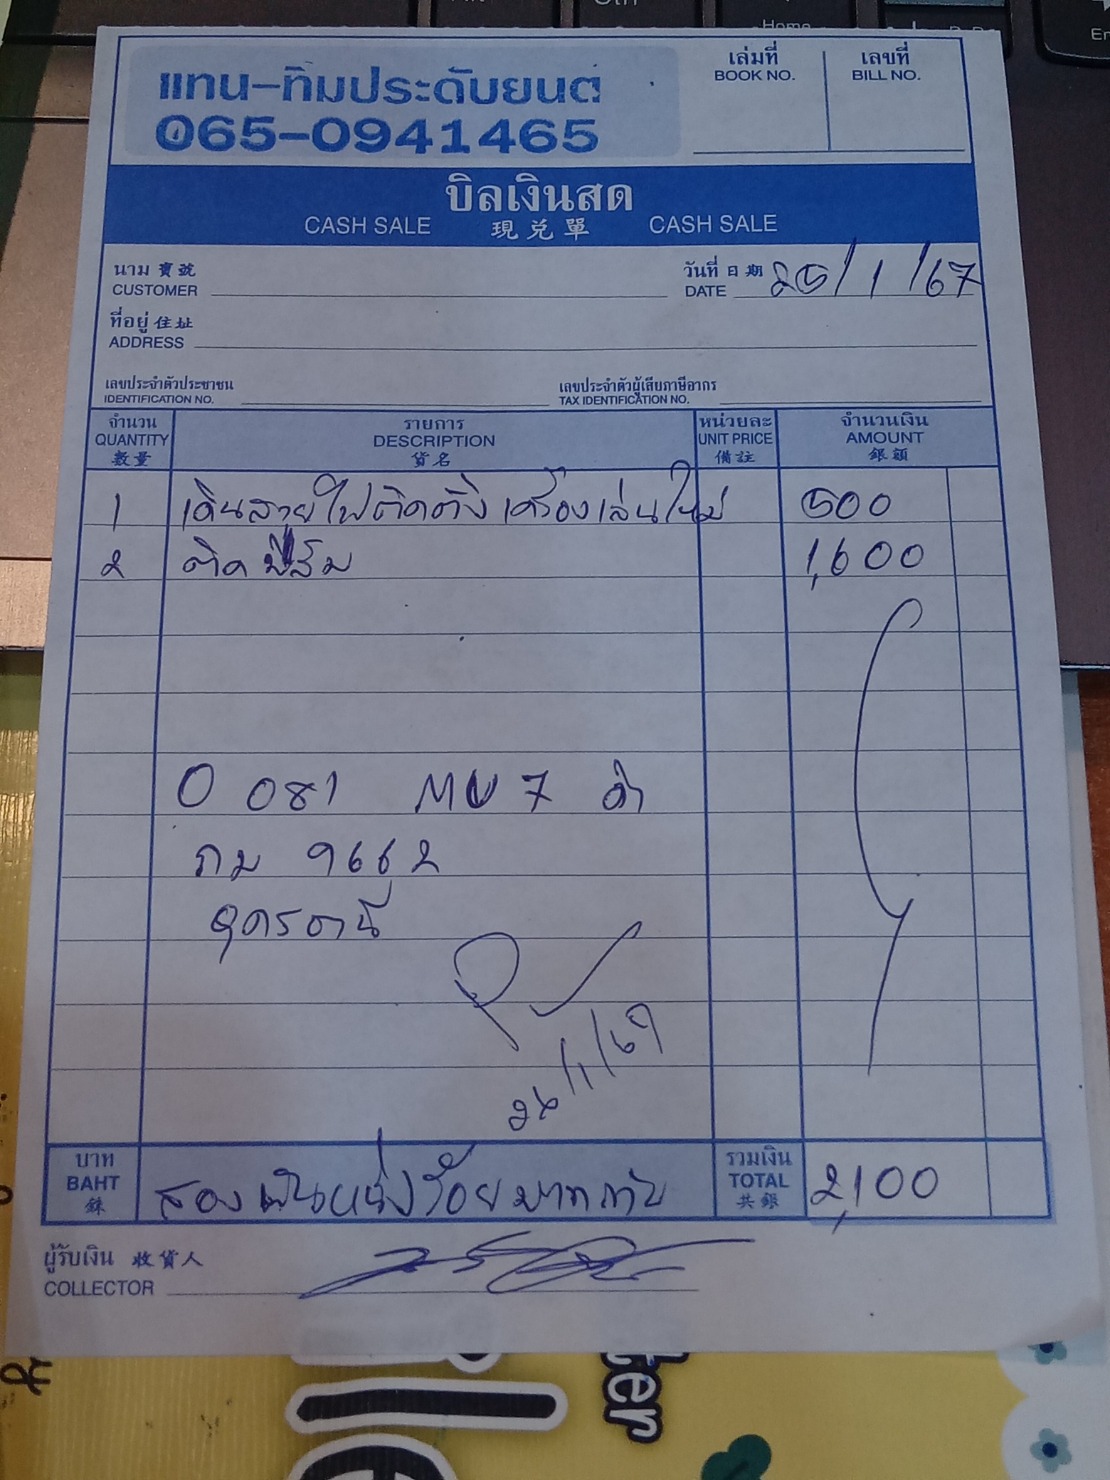 แทน-ทิมประดับยนต์
065-0941465
เล่มที่
BOOK NO.
เลขที่
BILL NO.
บิลเงินสด
CASH SALE 現兌單 CASH SALE
นาม 寶號
CUSTOMER
วันที่ 日期
DATE 25/1/67
ที่อยู่ 住址
ADDRESS
เลขประจำตัวประชาชน
IDENTIFICATION NO.
เลขประจำตัวผู้เสียภาษีอากร
TAX IDENTIFICATION NO.
จำนวน
QUANTITY
數量
รายการ
DESCRIPTION
貨名
หน่วยละ
UNIT PRICE
備註
จำนวนเงิน
AMOUNT
銀額
1 เดินสายไฟติดตั้งเครื่องเล่นใหม่ 500
2 ติดฟิล์ม 1,600
0 081 MU7 ดำ
กม 9662
อุดรธานี
26/1/67
บาท
BAHT
銖
สองพันหนึ่งร้อยบาทถ้วน
รวมเงิน
TOTAL
共銀
2,100
ผู้รับเงิน 收貨人
COLLECTOR
ter
Home